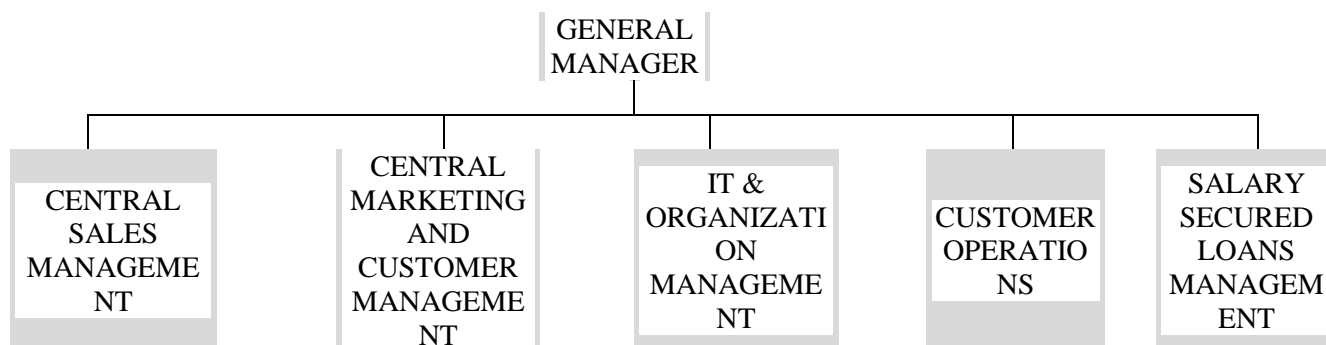 GENERAL
MANAGER
CENTRAL
SALES
MANAGEME
NT
CENTRAL
MARKETING
AND
CUSTOMER
MANAGEME
NT
IT &
ORGANIZATI
ON
MANAGEME
NT
CUSTOMER
OPERATIO
NS
SALARY
SECURED
LOANS
MANAGEM
ENT